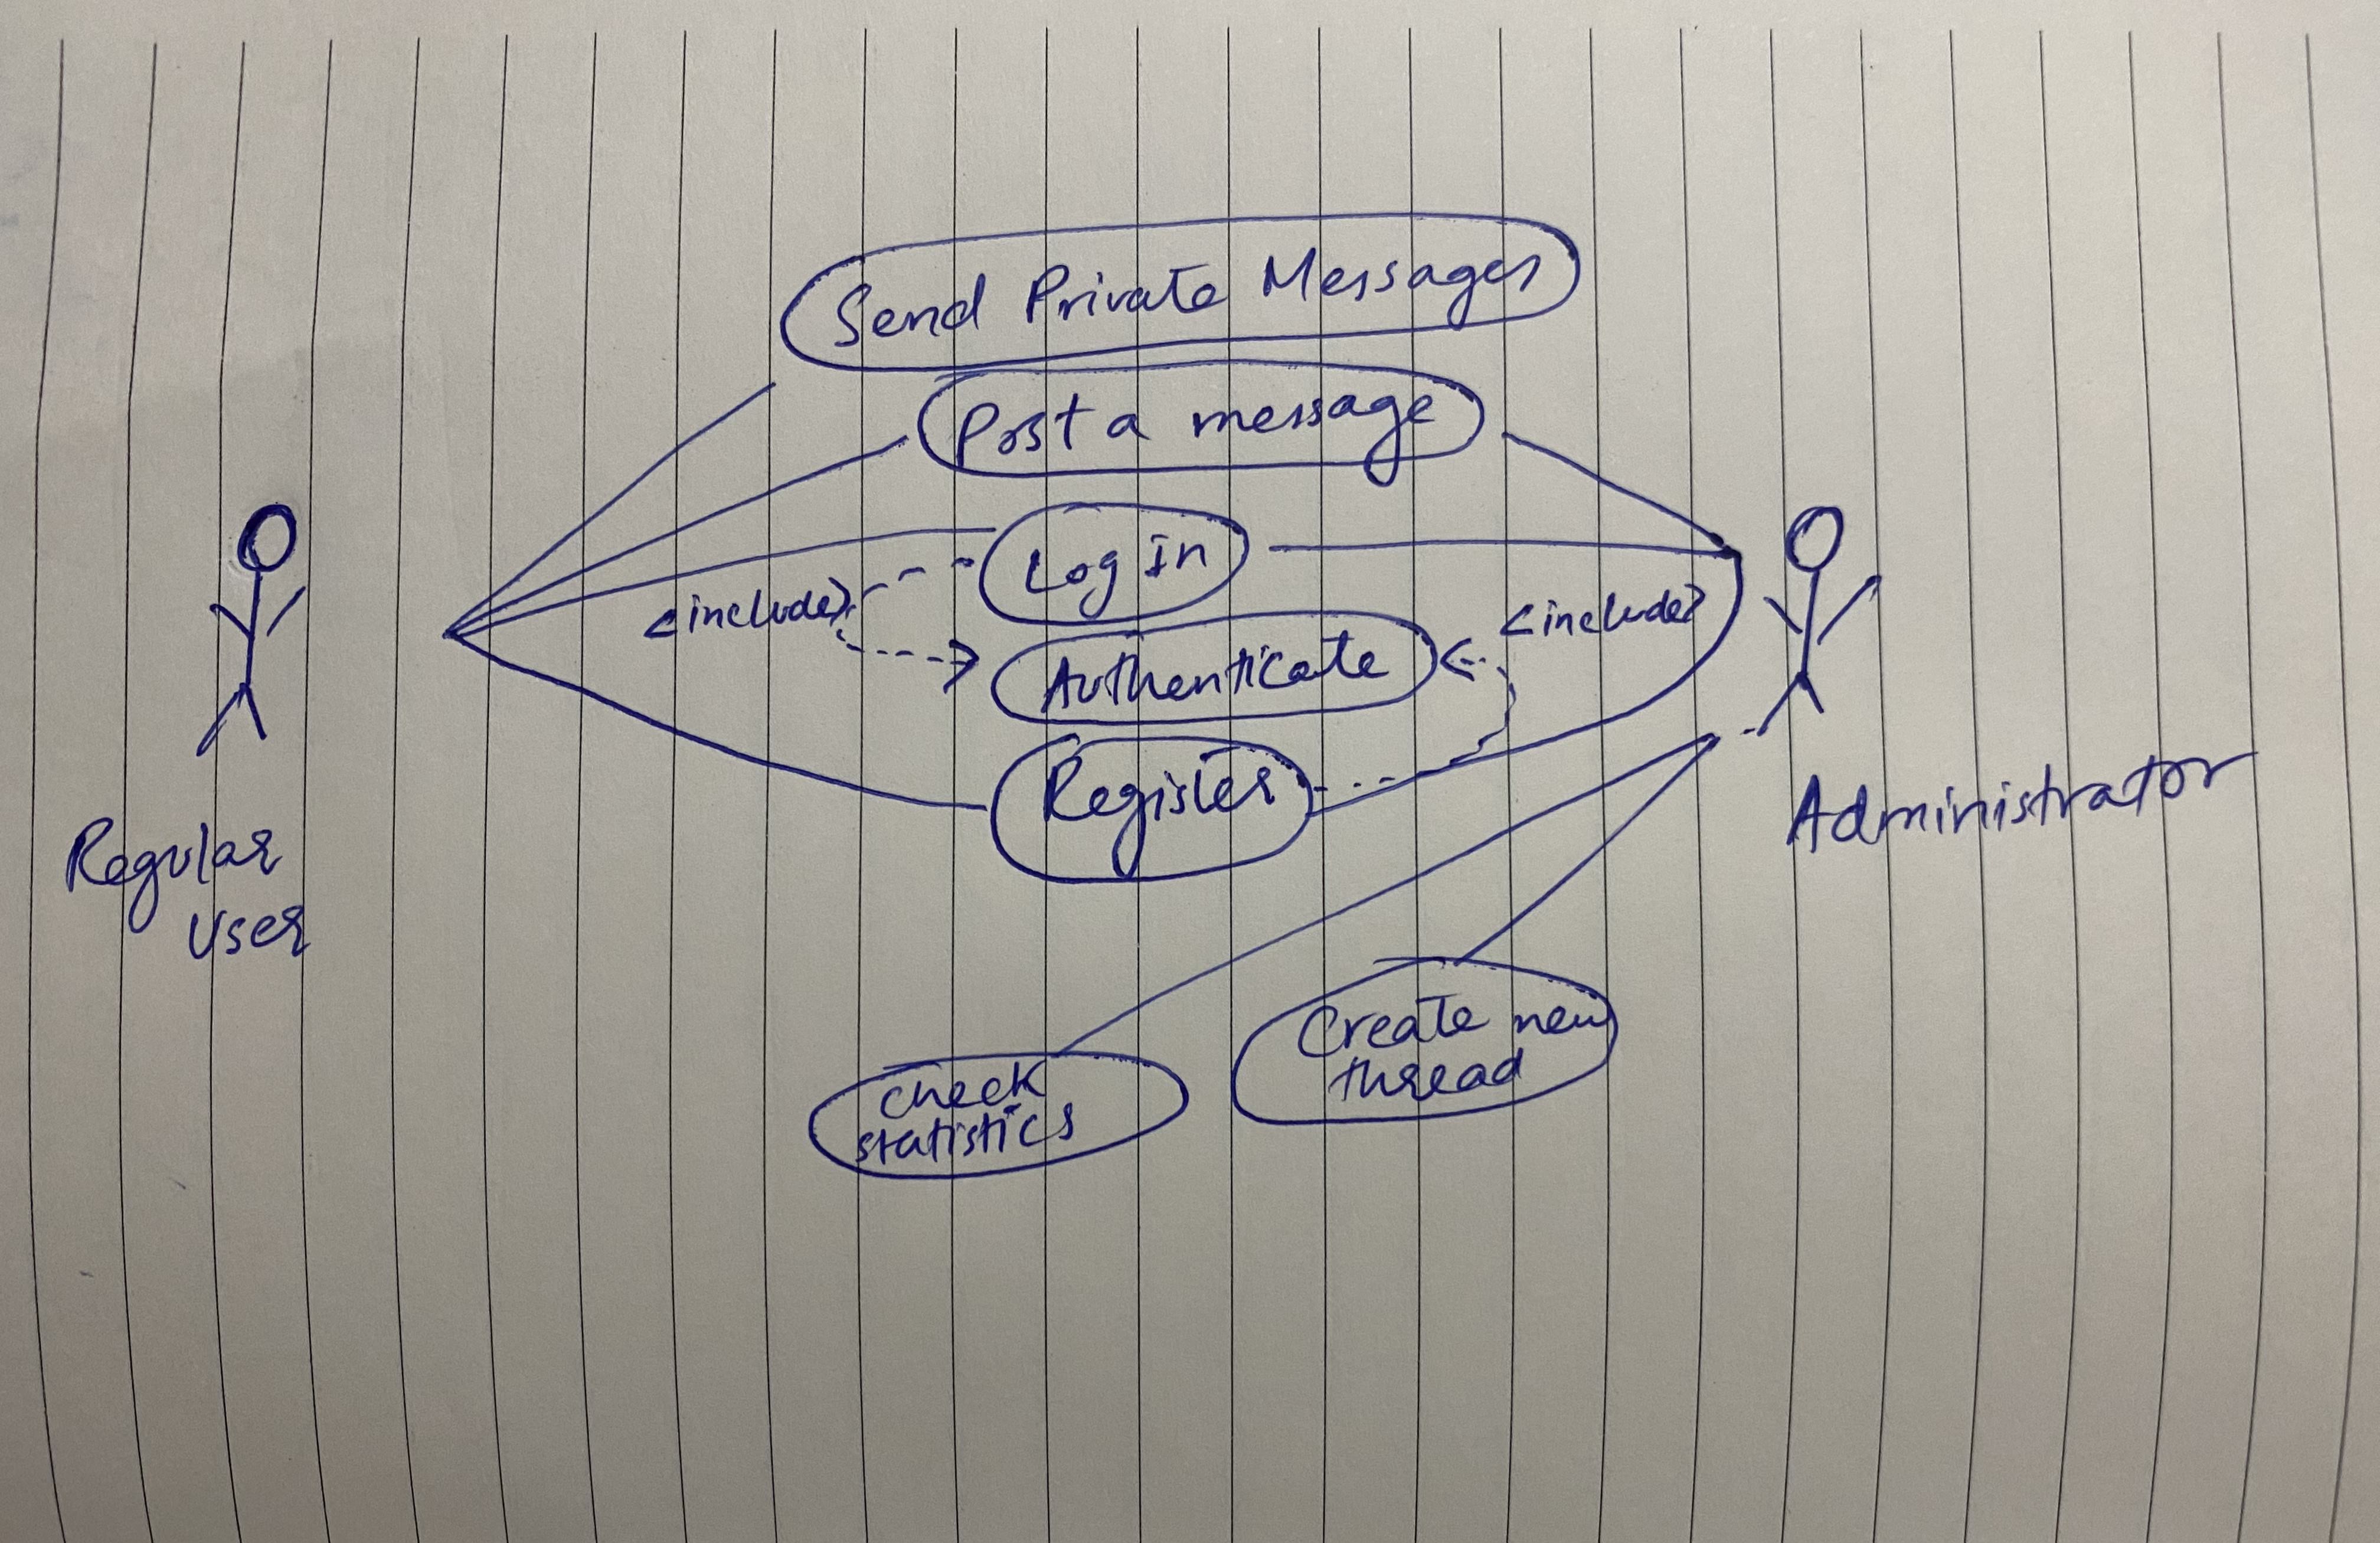 Send Private Messages
Post a message
Log In
<include>
<include>
Authenticate
Register
Regular
User
Administrator
Create new
thread
check
statistics